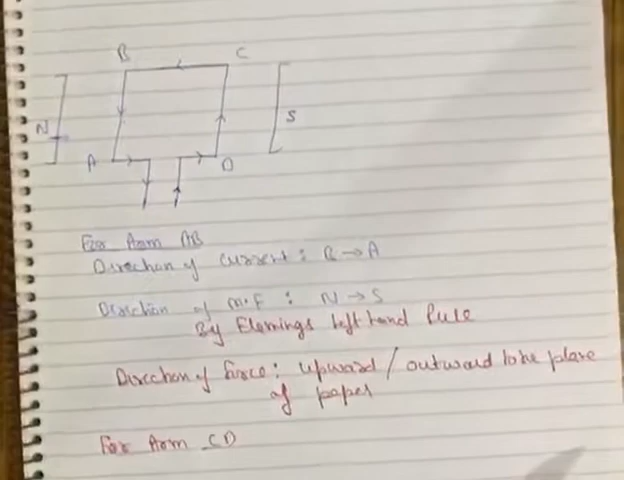 B C
N S
A D
For Arm AB
Direction of current : B → A
Direction of M.F : N → S
By Flemings left hand Rule
Direction of force : upward / outward to the plane
of paper
For Arm CD